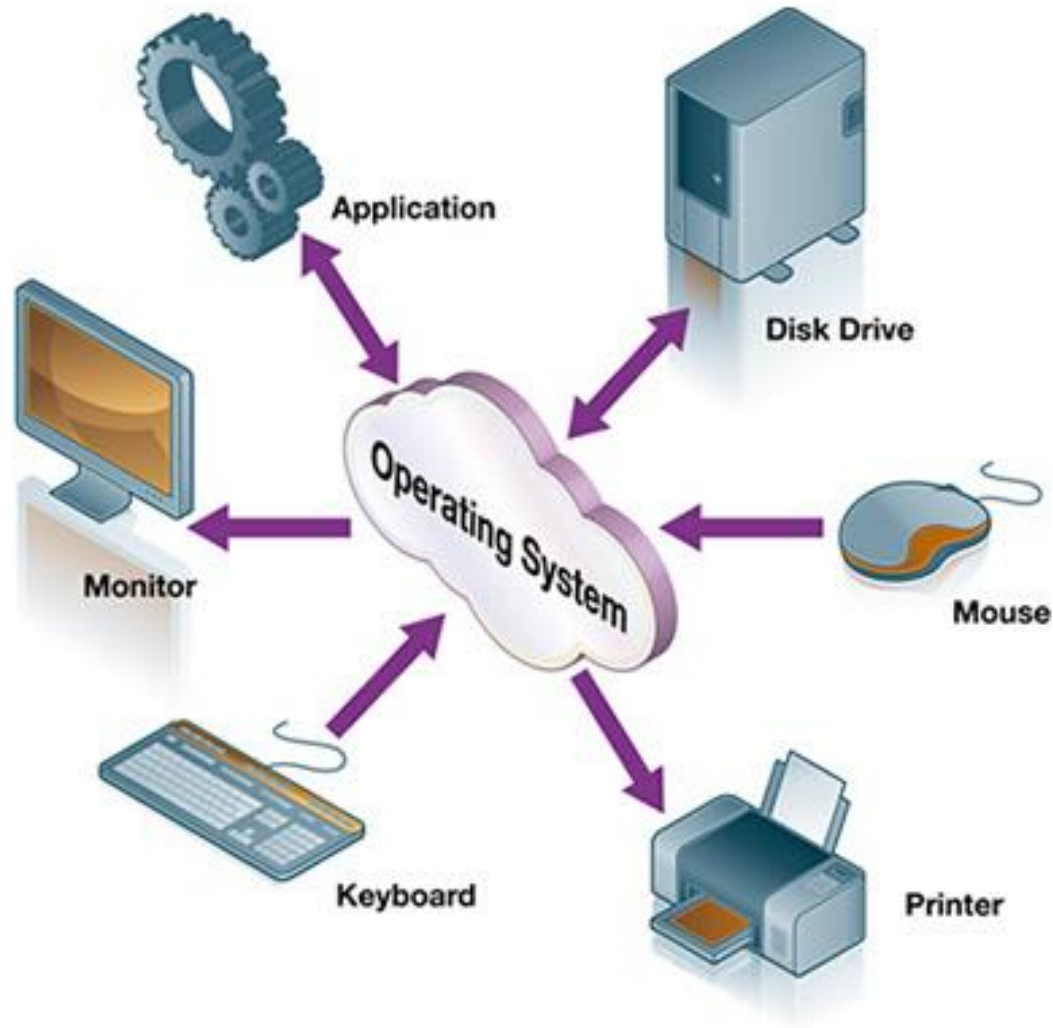 Application
Disk Drive
Operating System
Monitor
Mouse
Keyboard
Printer